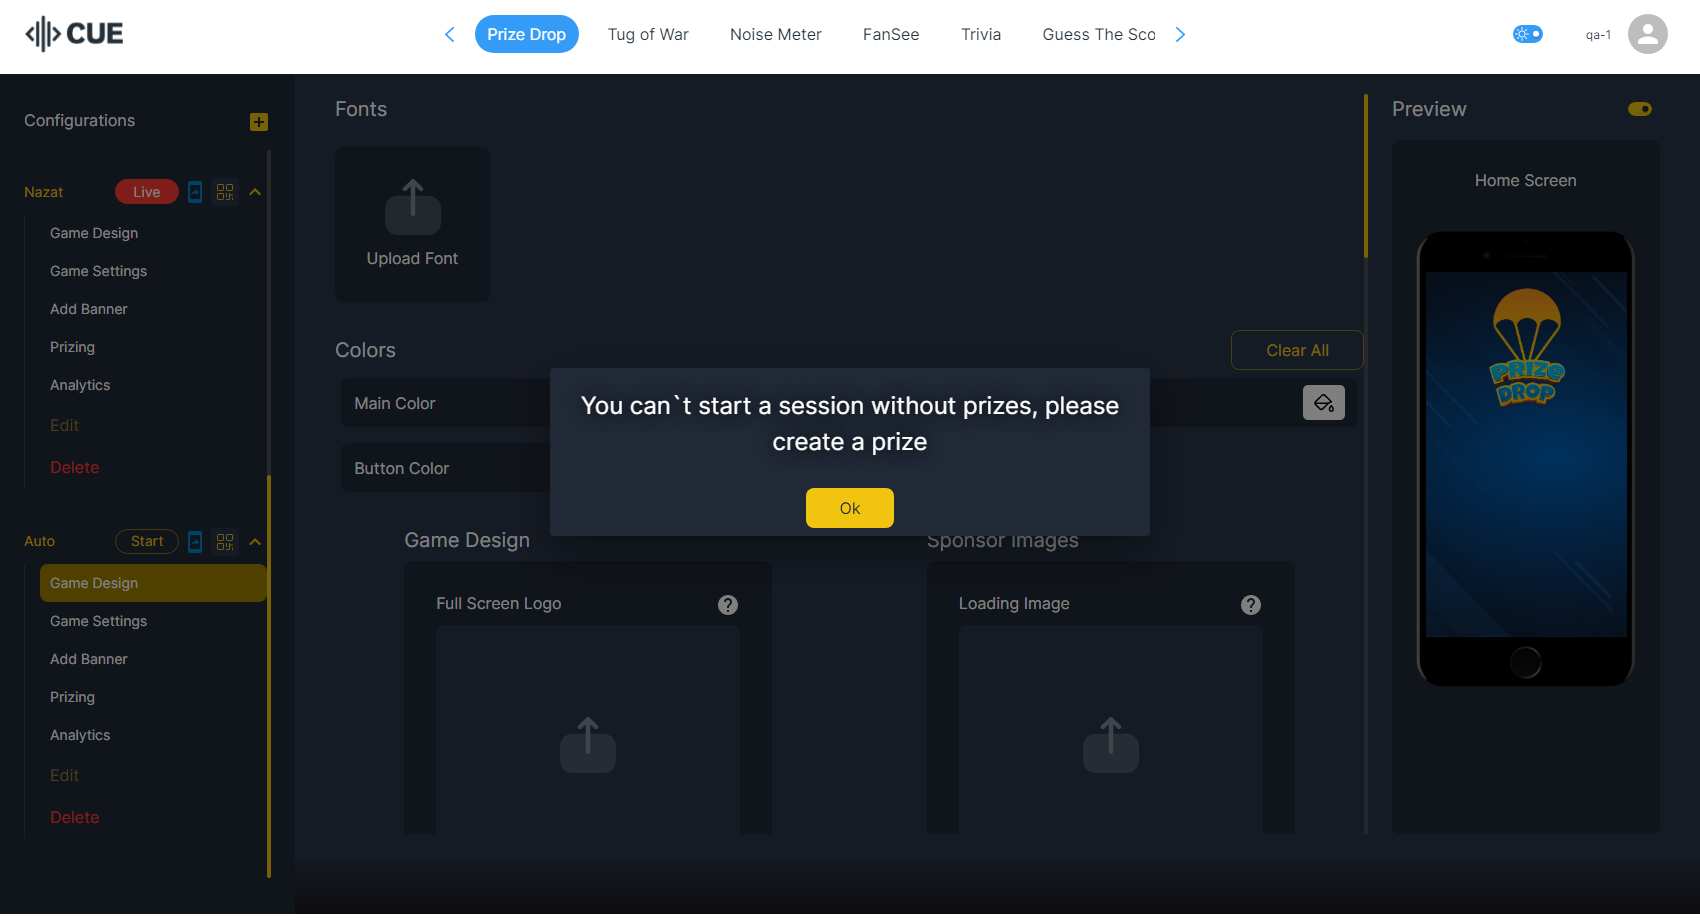 CUE
Prize Drop
Tug of War
Noise Meter
FanSee
Trivia
Guess The Sco
qa-1
Configurations
Nazat
Live
Game Design
Game Settings
Add Banner
Prizing
Analytics
Edit
Delete
Auto
Start
Game Design
Game Settings
Add Banner
Prizing
Analytics
Edit
Delete
Fonts
Upload Font
Colors
Clear All
Main Color
Button Color
You can`t start a session without prizes, please
create a prize
Ok
Game Design
Full Screen Logo
?
Sponsor Images
Loading Image
?
Preview
Home Screen
PRIZE
DROP